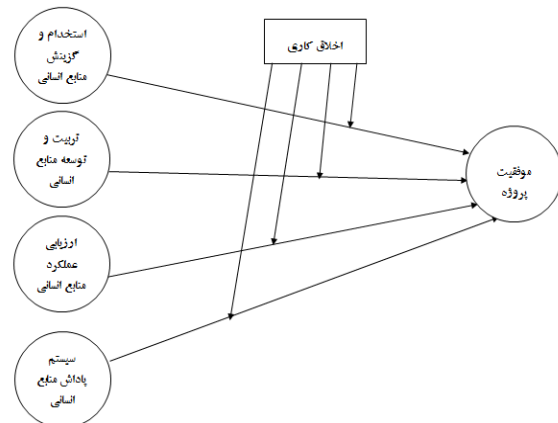 استخدام و
گزینش
منابع انسانی
اخلاق کاری
تربیت و
توسعه منابع
انسانی
موفقیت
پروژه
ارزیابی
عملکرد
منابع انسانی
سیستم
پاداش منابع
انسانی